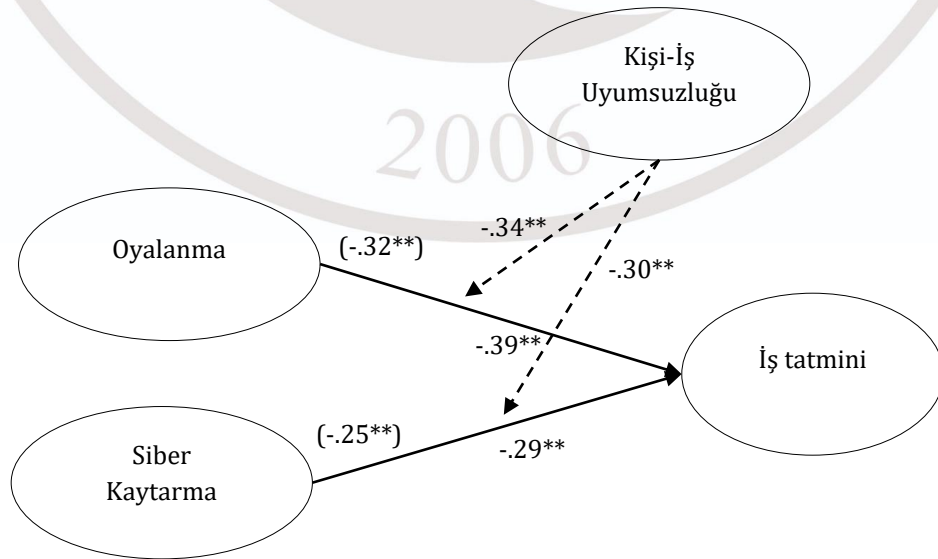 Kişi-İş
Uyumsuzluğu
2006
-.34**
Oyalanma
(-.32**)
-.30**
-.39**
İş tatmini
(-.25**)
-.29**
Siber
Kaytarma